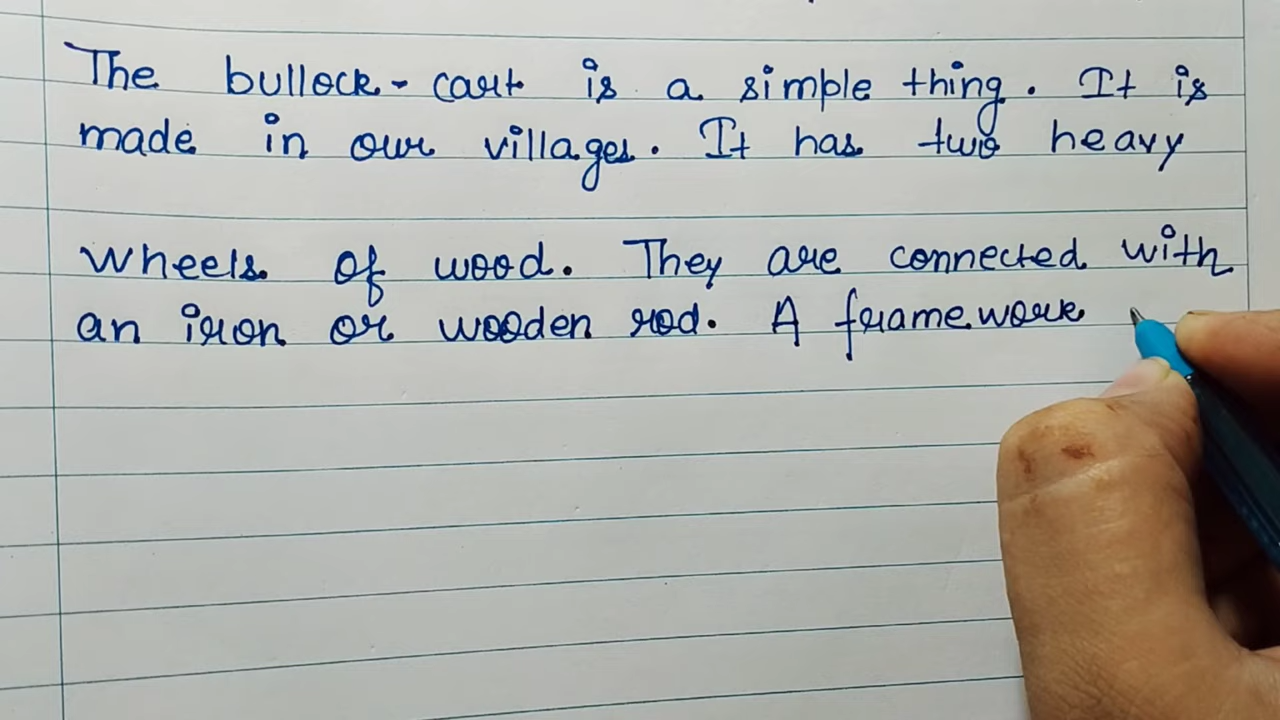 The bullock-cart is a simple thing. It is
made in our villages. It has two heavy
wheels of wood. They are connected with
an iron or wooden rod. A framework